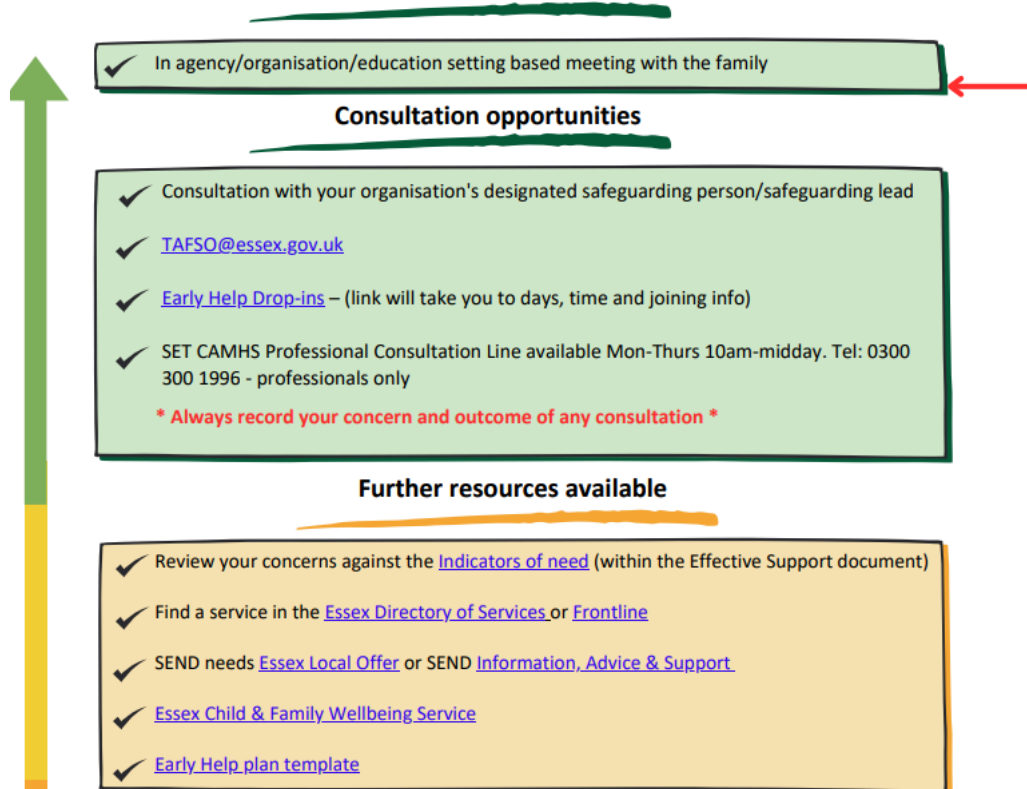 In agency/organisation/education setting based meeting with the family
Consultation opportunities
Consultation with your organisation's designated safeguarding person/safeguarding lead
TAFSO@essex.gov.uk
Early Help Drop-ins – (link will take you to days, time and joining info)
SET CAMHS Professional Consultation Line available Mon-Thurs 10am-midday. Tel: 0300
300 1996 - professionals only
* Always record your concern and outcome of any consultation *
Further resources available
Review your concerns against the Indicators of need (within the Effective Support document)
Find a service in the Essex Directory of Services or Frontline
SEND needs Essex Local Offer or SEND Information, Advice & Support
Essex Child & Family Wellbeing Service
Early Help plan template